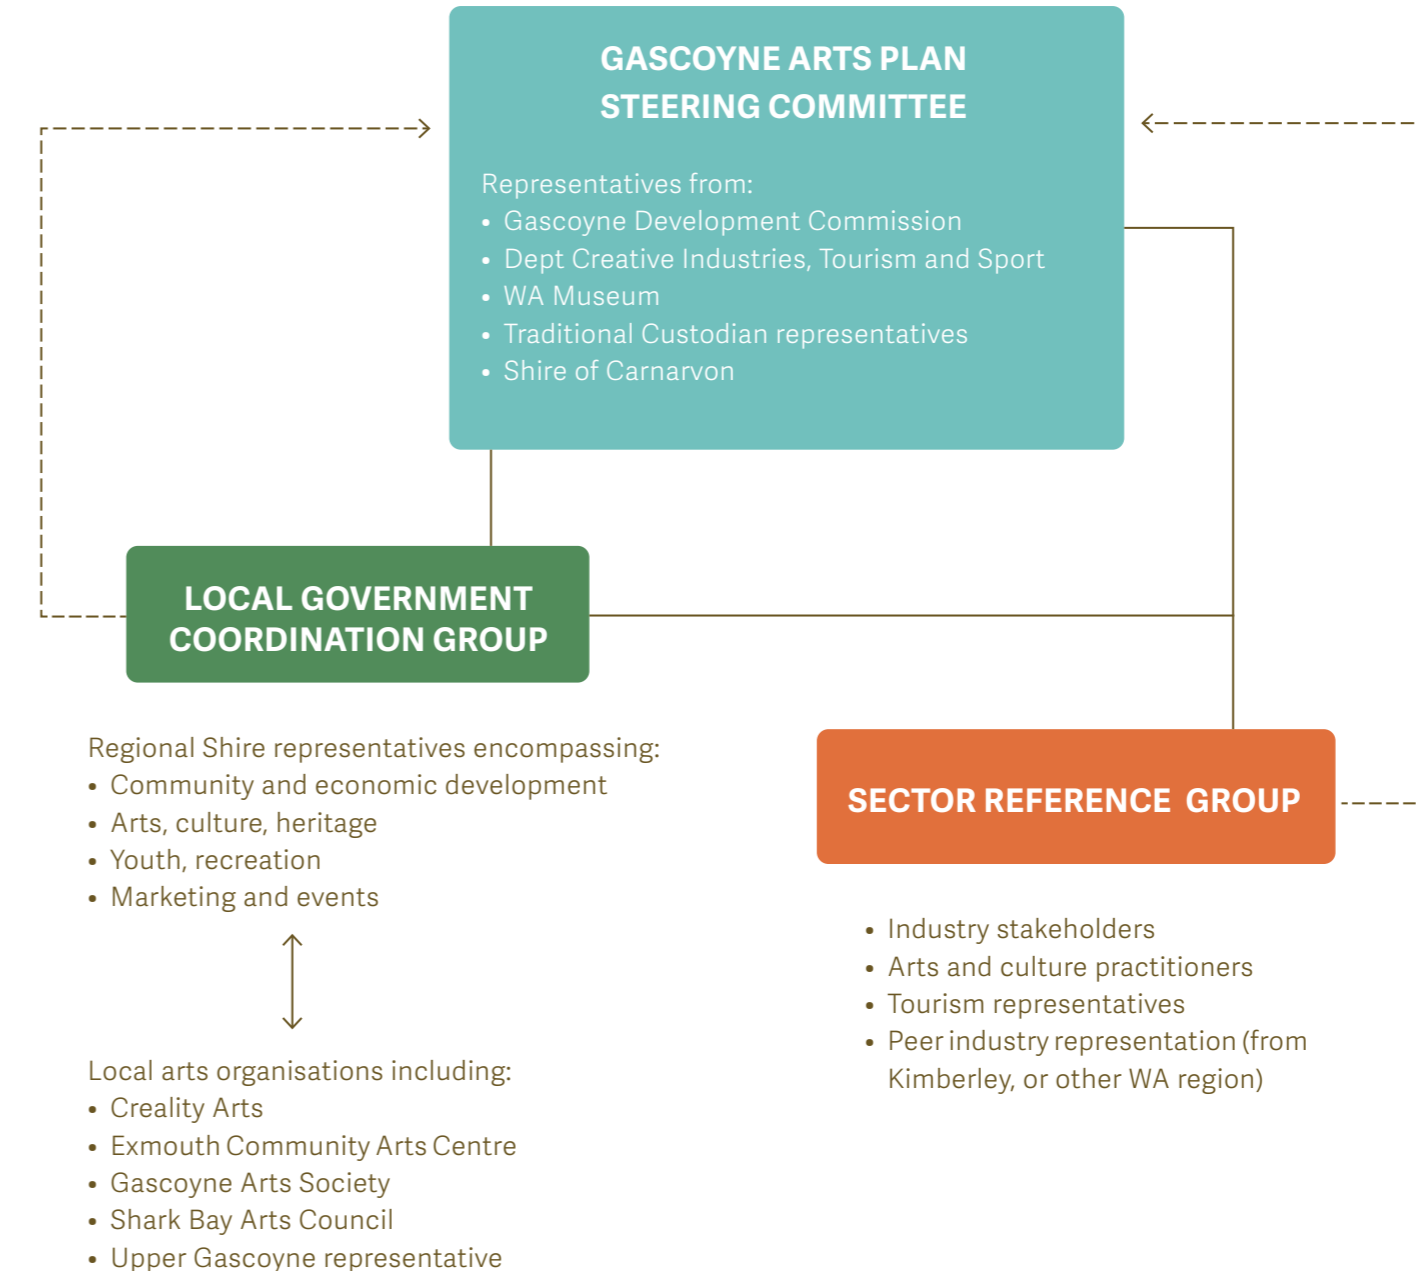 GASCOYNE ARTS PLAN
STEERING COMMITTEE
Representatives from:
• Gascoyne Development Commission
• Dept Creative Industries, Tourism and Sport
• WA Museum
• Traditional Custodian representatives
• Shire of Carnarvon
LOCAL GOVERNMENT
COORDINATION GROUP
Regional Shire representatives encompassing:
• Community and economic development
• Arts, culture, heritage
• Youth, recreation
• Marketing and events
Local arts organisations including:
• Creality Arts
• Exmouth Community Arts Centre
• Gascoyne Arts Society
• Shark Bay Arts Council
• Upper Gascoyne representative
SECTOR REFERENCE GROUP
• Industry stakeholders
• Arts and culture practitioners
• Tourism representatives
• Peer industry representation (from
Kimberley, or other WA region)